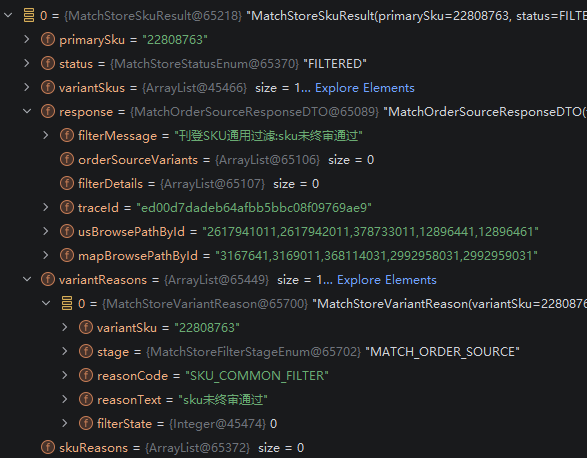 0 = {MatchStoreSkuResult@65218} "MatchStoreSkuResult(primarySku=22808763, status=FILTE
primarySku = "22808763"
status = {MatchStoreStatusEnum@65370} "FILTERED"
variantSkus = {ArrayList@45466} size = 1... Explore Elements
response = {MatchOrderSourceResponseDTO@65089} "MatchOrderSourceResponseDTO(
filterMessage = "刊登SKU通用过滤:sku未终审通过"
orderSourceVariants = {ArrayList@65106} size = 0
filterDetails = {ArrayList@65107} size = 0
traceId = "ed00d7dadeb64afbb5bbc08f09769ae9"
usBrowsePathById = "2617941011,2617942011,378733011,12896441,12896461"
mapBrowsePathById = "3167641,3169011,368114031,2992958031,2992959031"
variantReasons = {ArrayList@65449} size = 1... Explore Elements
0 = {MatchStoreVariantReason@65700} "MatchStoreVariantReason(variantSku=2280876
variantSku = "22808763"
stage = {MatchStoreFilterStageEnum@65702} "MATCH_ORDER_SOURCE"
reasonCode = "SKU_COMMON_FILTER"
reasonText = "sku未终审通过"
filterState = {Integer@45474} 0
skuReasons = {ArrayList@65372} size = 0